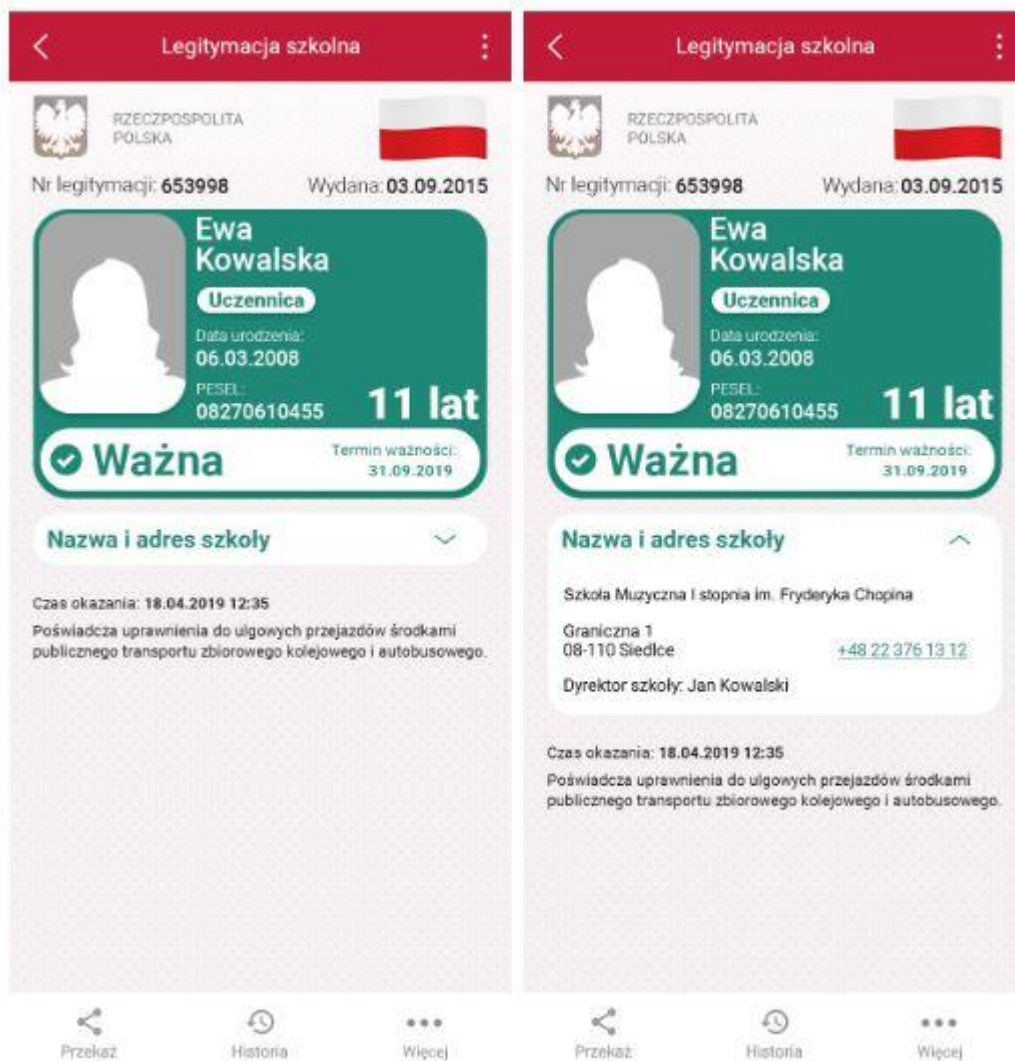 Legitymacja szkolna
RZECZPOSPOLITA
POLSKA
Nr legitymacji: 653998 Wydana: 03.09.2015
Ewa
Kowalska
Uczennica
Data urodzenia:
06.03.2008
PESEL:
08270610455 11 lat
Ważna
Termin ważności:
31.09.2019
Nazwa i adres szkoły
Czas okazania: 18.04.2019 12:35
Poświadcza uprawnienia do ulgowych przejazdów środkami
publicznego transportu zbiorowego kolejowego i autobusowego.
Przekaż Historia Więcej
Legitymacja szkolna
RZECZPOSPOLITA
POLSKA
Nr legitymacji: 653998 Wydana: 03.09.2015
Ewa
Kowalska
Uczennica
Data urodzenia:
06.03.2008
PESEL:
08270610455 11 lat
Ważna
Termin ważności:
31.09.2019
Nazwa i adres szkoły
Szkoła Muzyczna I stopnia im. Fryderyka Chopina
Graniczna 1
08-110 Siedlce +48 22 376 13 12
Dyrektor szkoły: Jan Kowalski
Czas okazania: 18.04.2019 12:35
Poświadcza uprawnienia do ulgowych przejazdów środkami
publicznego transportu zbiorowego kolejowego i autobusowego.
Przekaż Historia Więcej